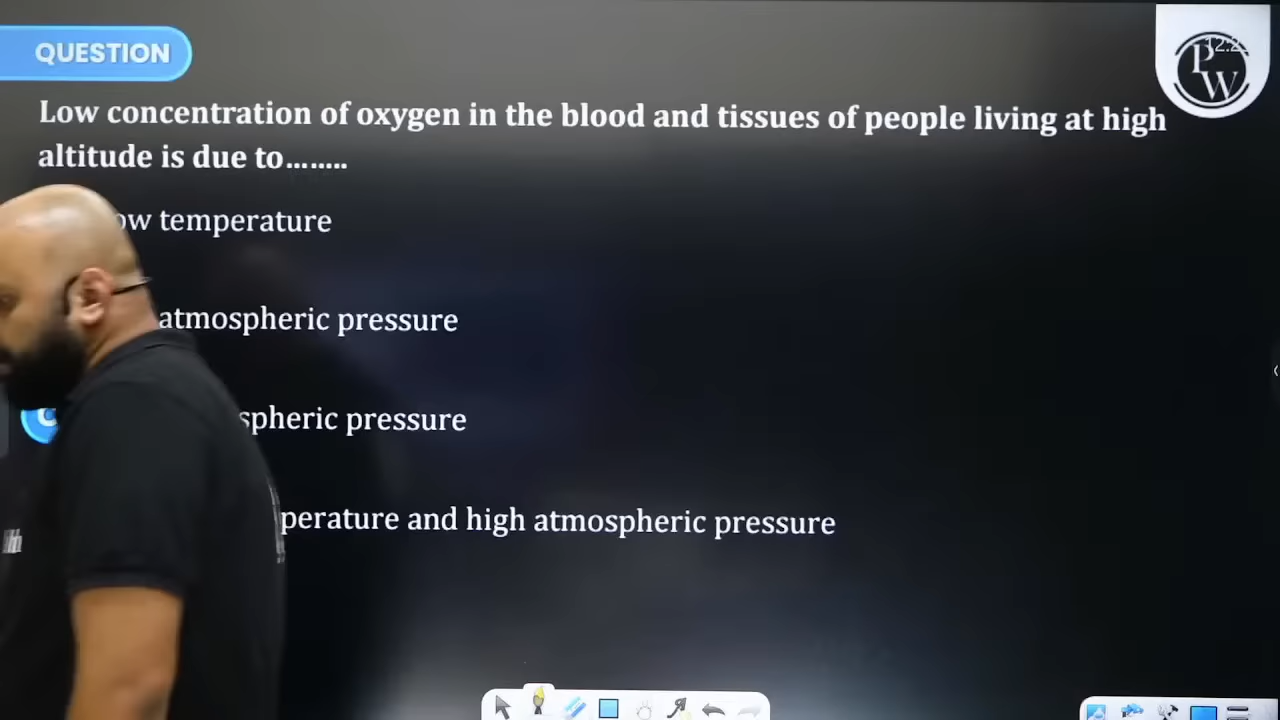 QUESTION
Low concentration of oxygen in the blood and tissues of people living at high
altitude is due to........
ow temperature
atmospheric pressure
spheric pressure
perature and high atmospheric pressure
PW